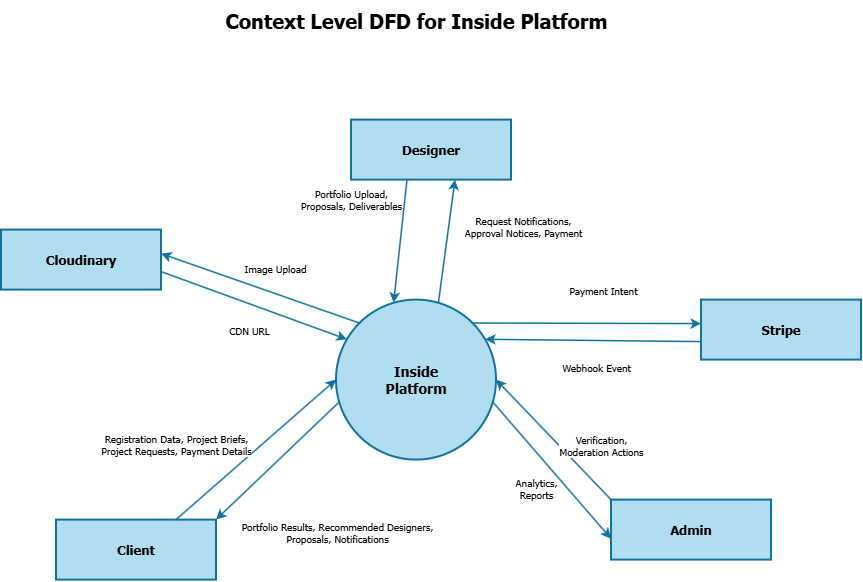 Context Level DFD for Inside Platform
Designer
Portfolio Upload,
Proposals, Deliverables
Request Notifications,
Approval Notices, Payment
Cloudinary
Image Upload
CDN URL
Payment Intent
Stripe
Webhook Event
Inside
Platform
Registration Data, Project Briefs,
Project Requests, Payment Details
Verification,
Moderation Actions
Analytics,
Reports
Portfolio Results, Recommended Designers,
Proposals, Notifications
Client
Admin